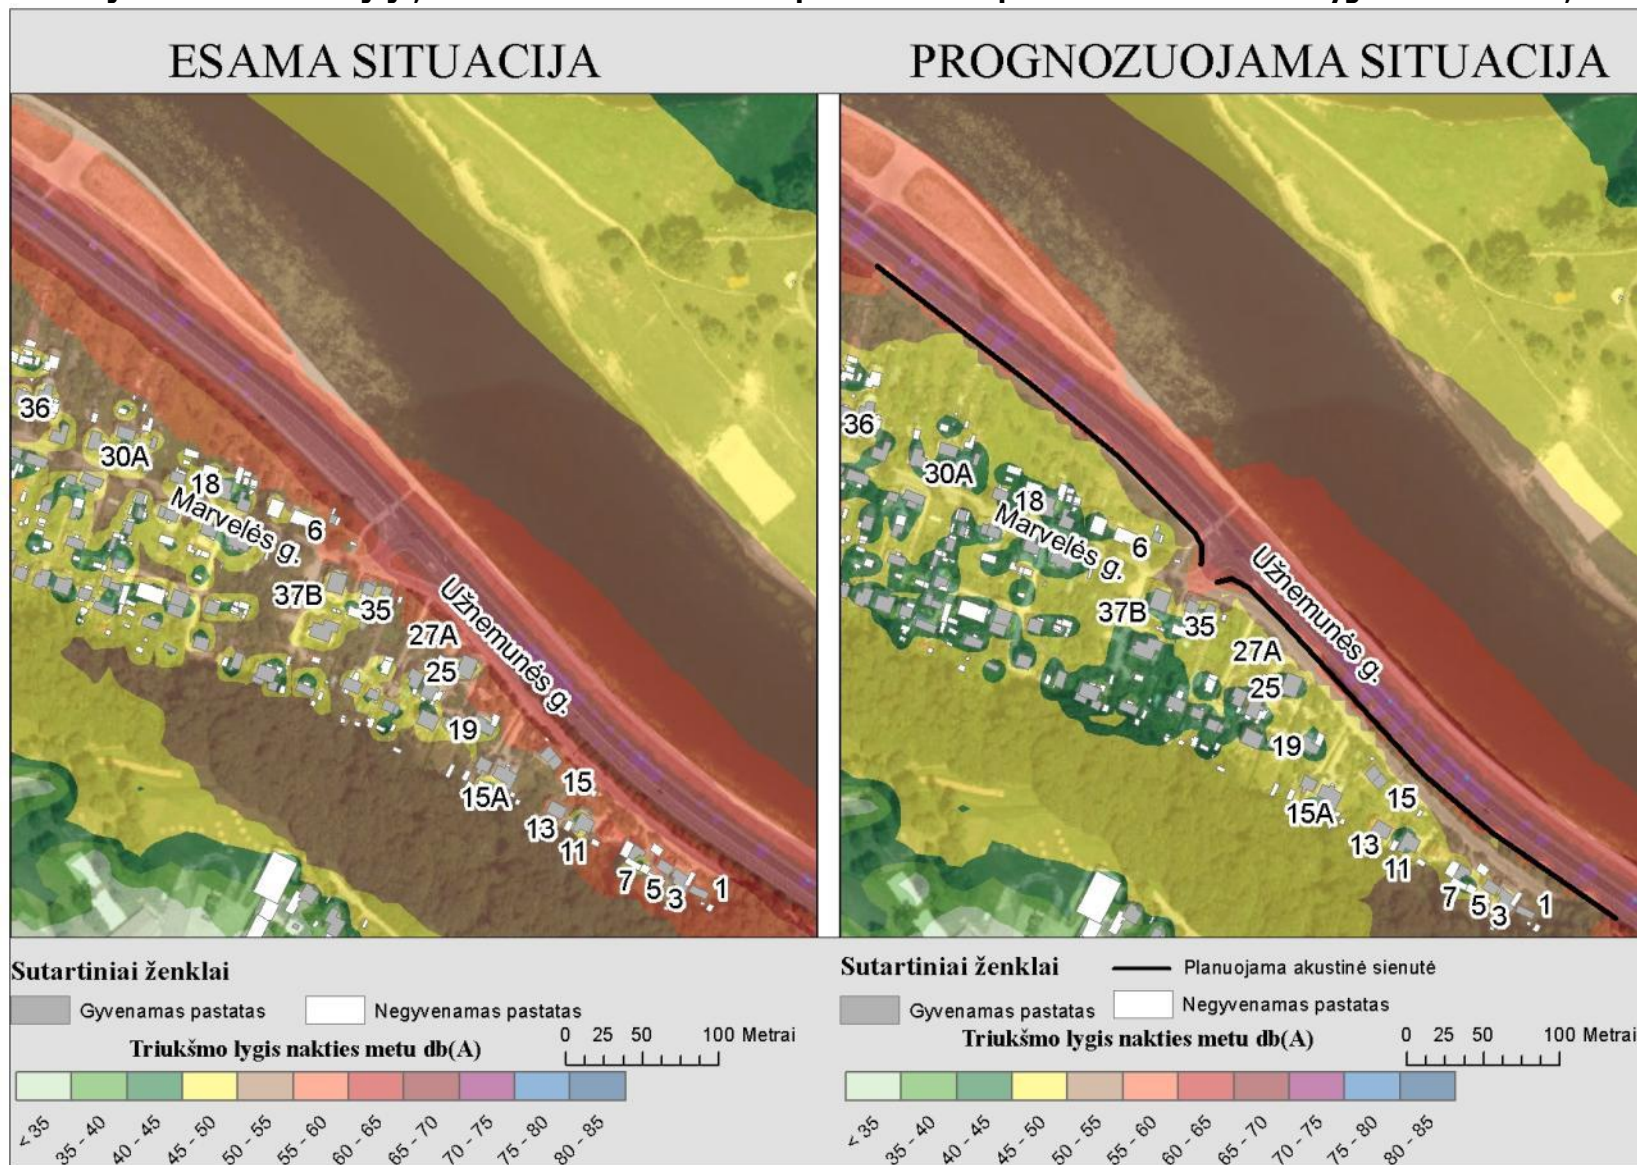 ESAMA SITUACIJA
36
30A
18
Marvelės g.
6
37B
35
27A
25
Užnemunės g.
19
15
15A
13
11
7
5
3
1
Sutartiniai ženklai
Gyvenamas pastatas
Negyvenamas pastatas
Triukšmo lygis nakties metu db(A)
0 25 50 100 Metrai
< 35
35 - 40
40 - 45
45 - 50
50 - 55
55 - 60
60 - 65
65 - 70
70 - 75
75 - 80
80 - 85
PROGNOZUOJAMA SITUACIJA
36
30A
18
Marvelės g.
6
37B
35
27A
25
Užnemunės g.
19
15
15A
13
11
7
5
3
1
Sutartiniai ženklai
Planuojama akustinė sienutė
Gyvenamas pastatas
Negyvenamas pastatas
Triukšmo lygis nakties metu db(A)
0 25 50 100 Metrai
< 35
35 - 40
40 - 45
45 - 50
50 - 55
55 - 60
60 - 65
65 - 70
70 - 75
75 - 80
80 - 85